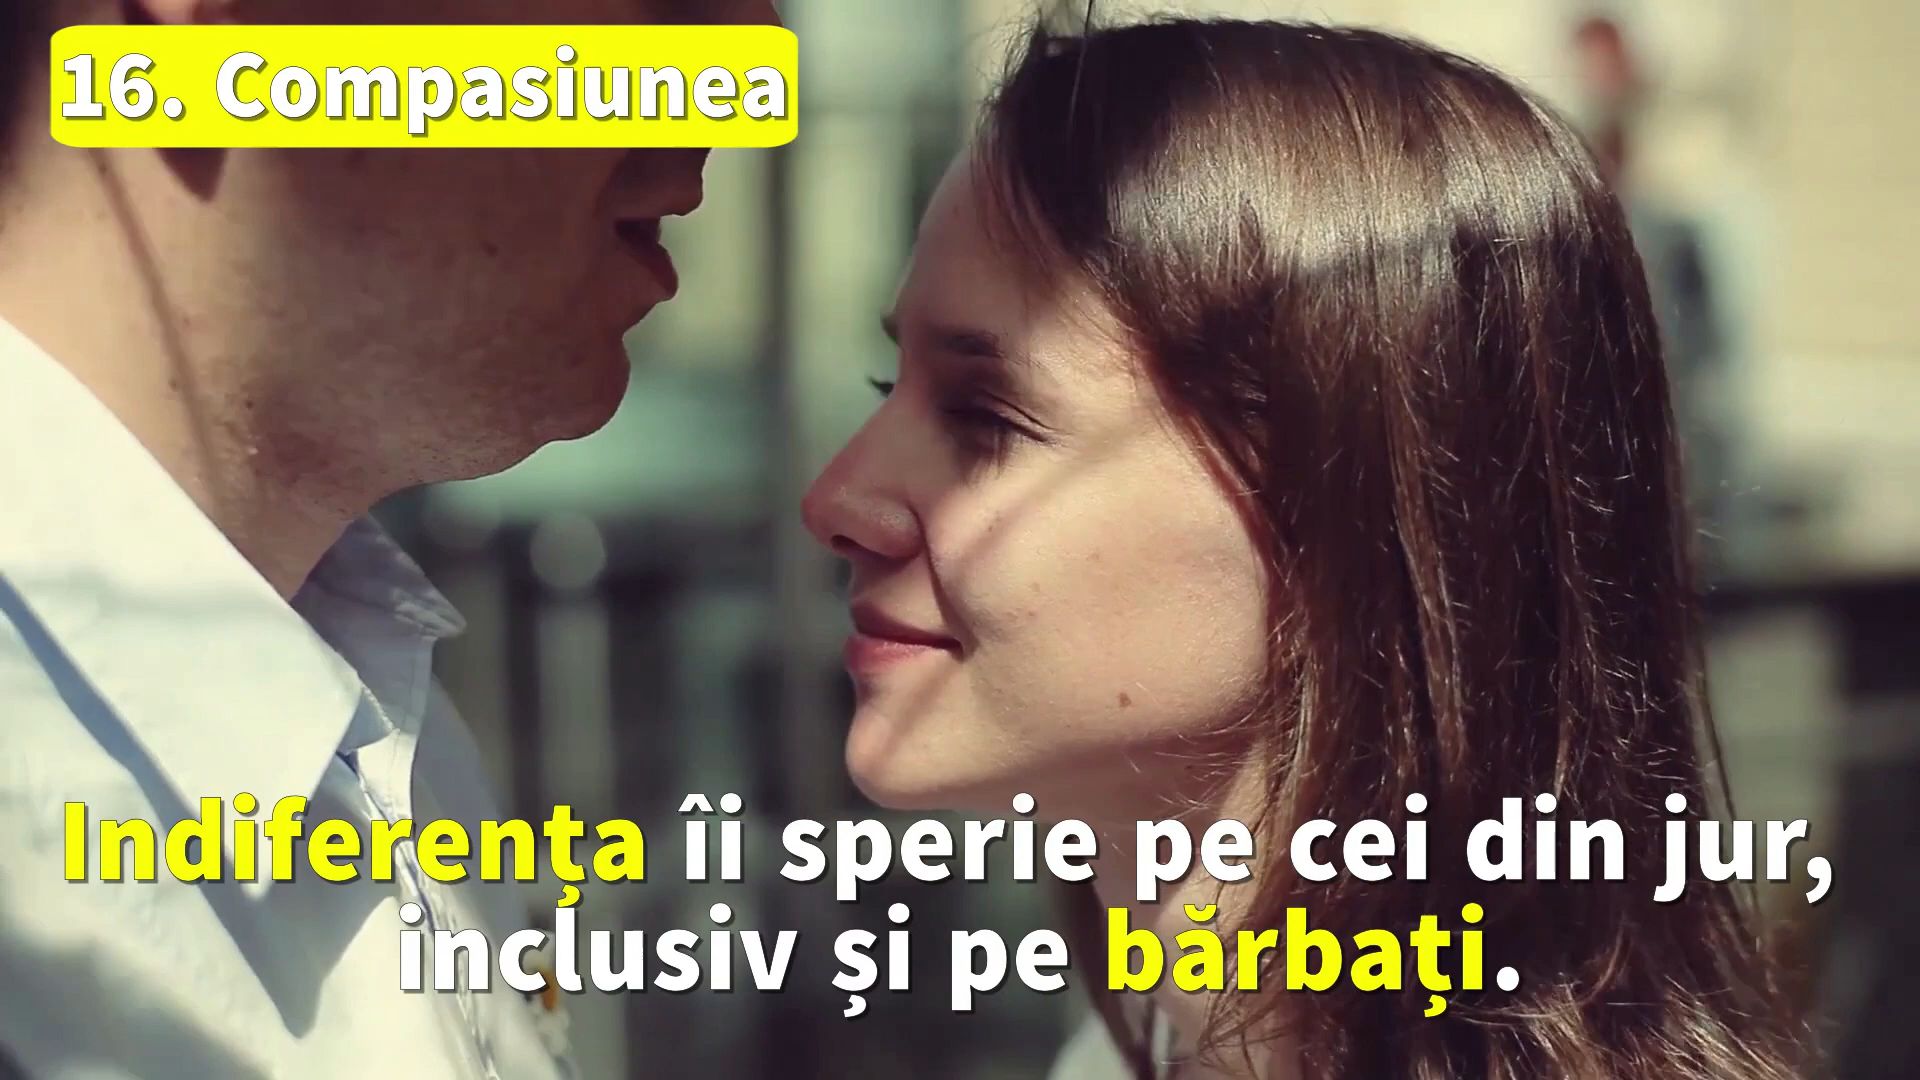 16. Compasiunea
Indiferența îi sperie pe cei din jur,
inclusiv și pe bărbați.